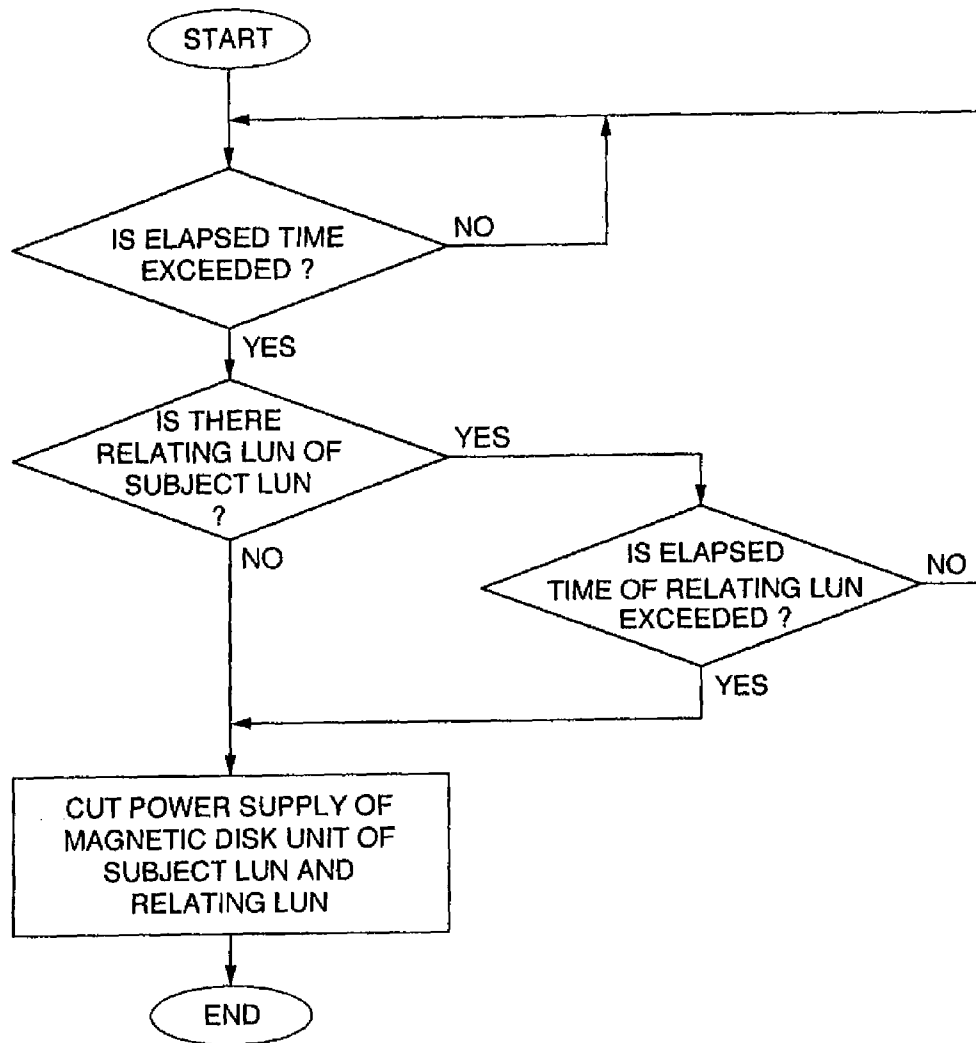 START
IS ELAPSED TIME
EXCEEDED ?
NO
YES
IS THERE
RELATING LUN OF
SUBJECT LUN
?
YES
NO
IS ELAPSED
TIME OF RELATING LUN
EXCEEDED ?
NO
YES
CUT POWER SUPPLY OF
MAGNETIC DISK UNIT OF
SUBJECT LUN AND
RELATING LUN
END